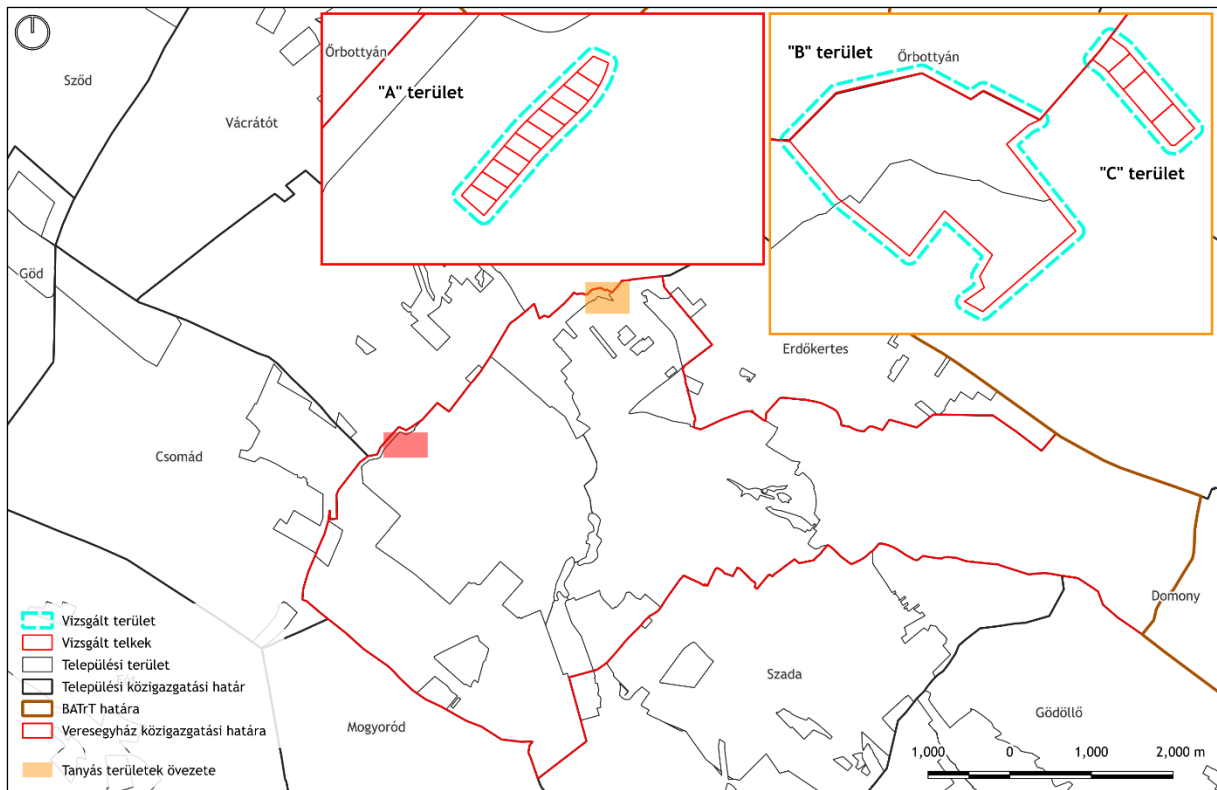 Sződ
Vácrátót
Őrbottyán
"A" terület
"B" terület
Őrbottyán
"C" terület
Göd
Erdőkertes
Csomád
Domony
Szada
Gödöllő
Mogyoród
Vizsgált terület
Vizsgált telkek
Települési terület
Települési közigazgatási határ
BATrT határa
Veresegyház közigazgatási határa
Tanyás területek övezete
1,000 0 1,000 2,000 m